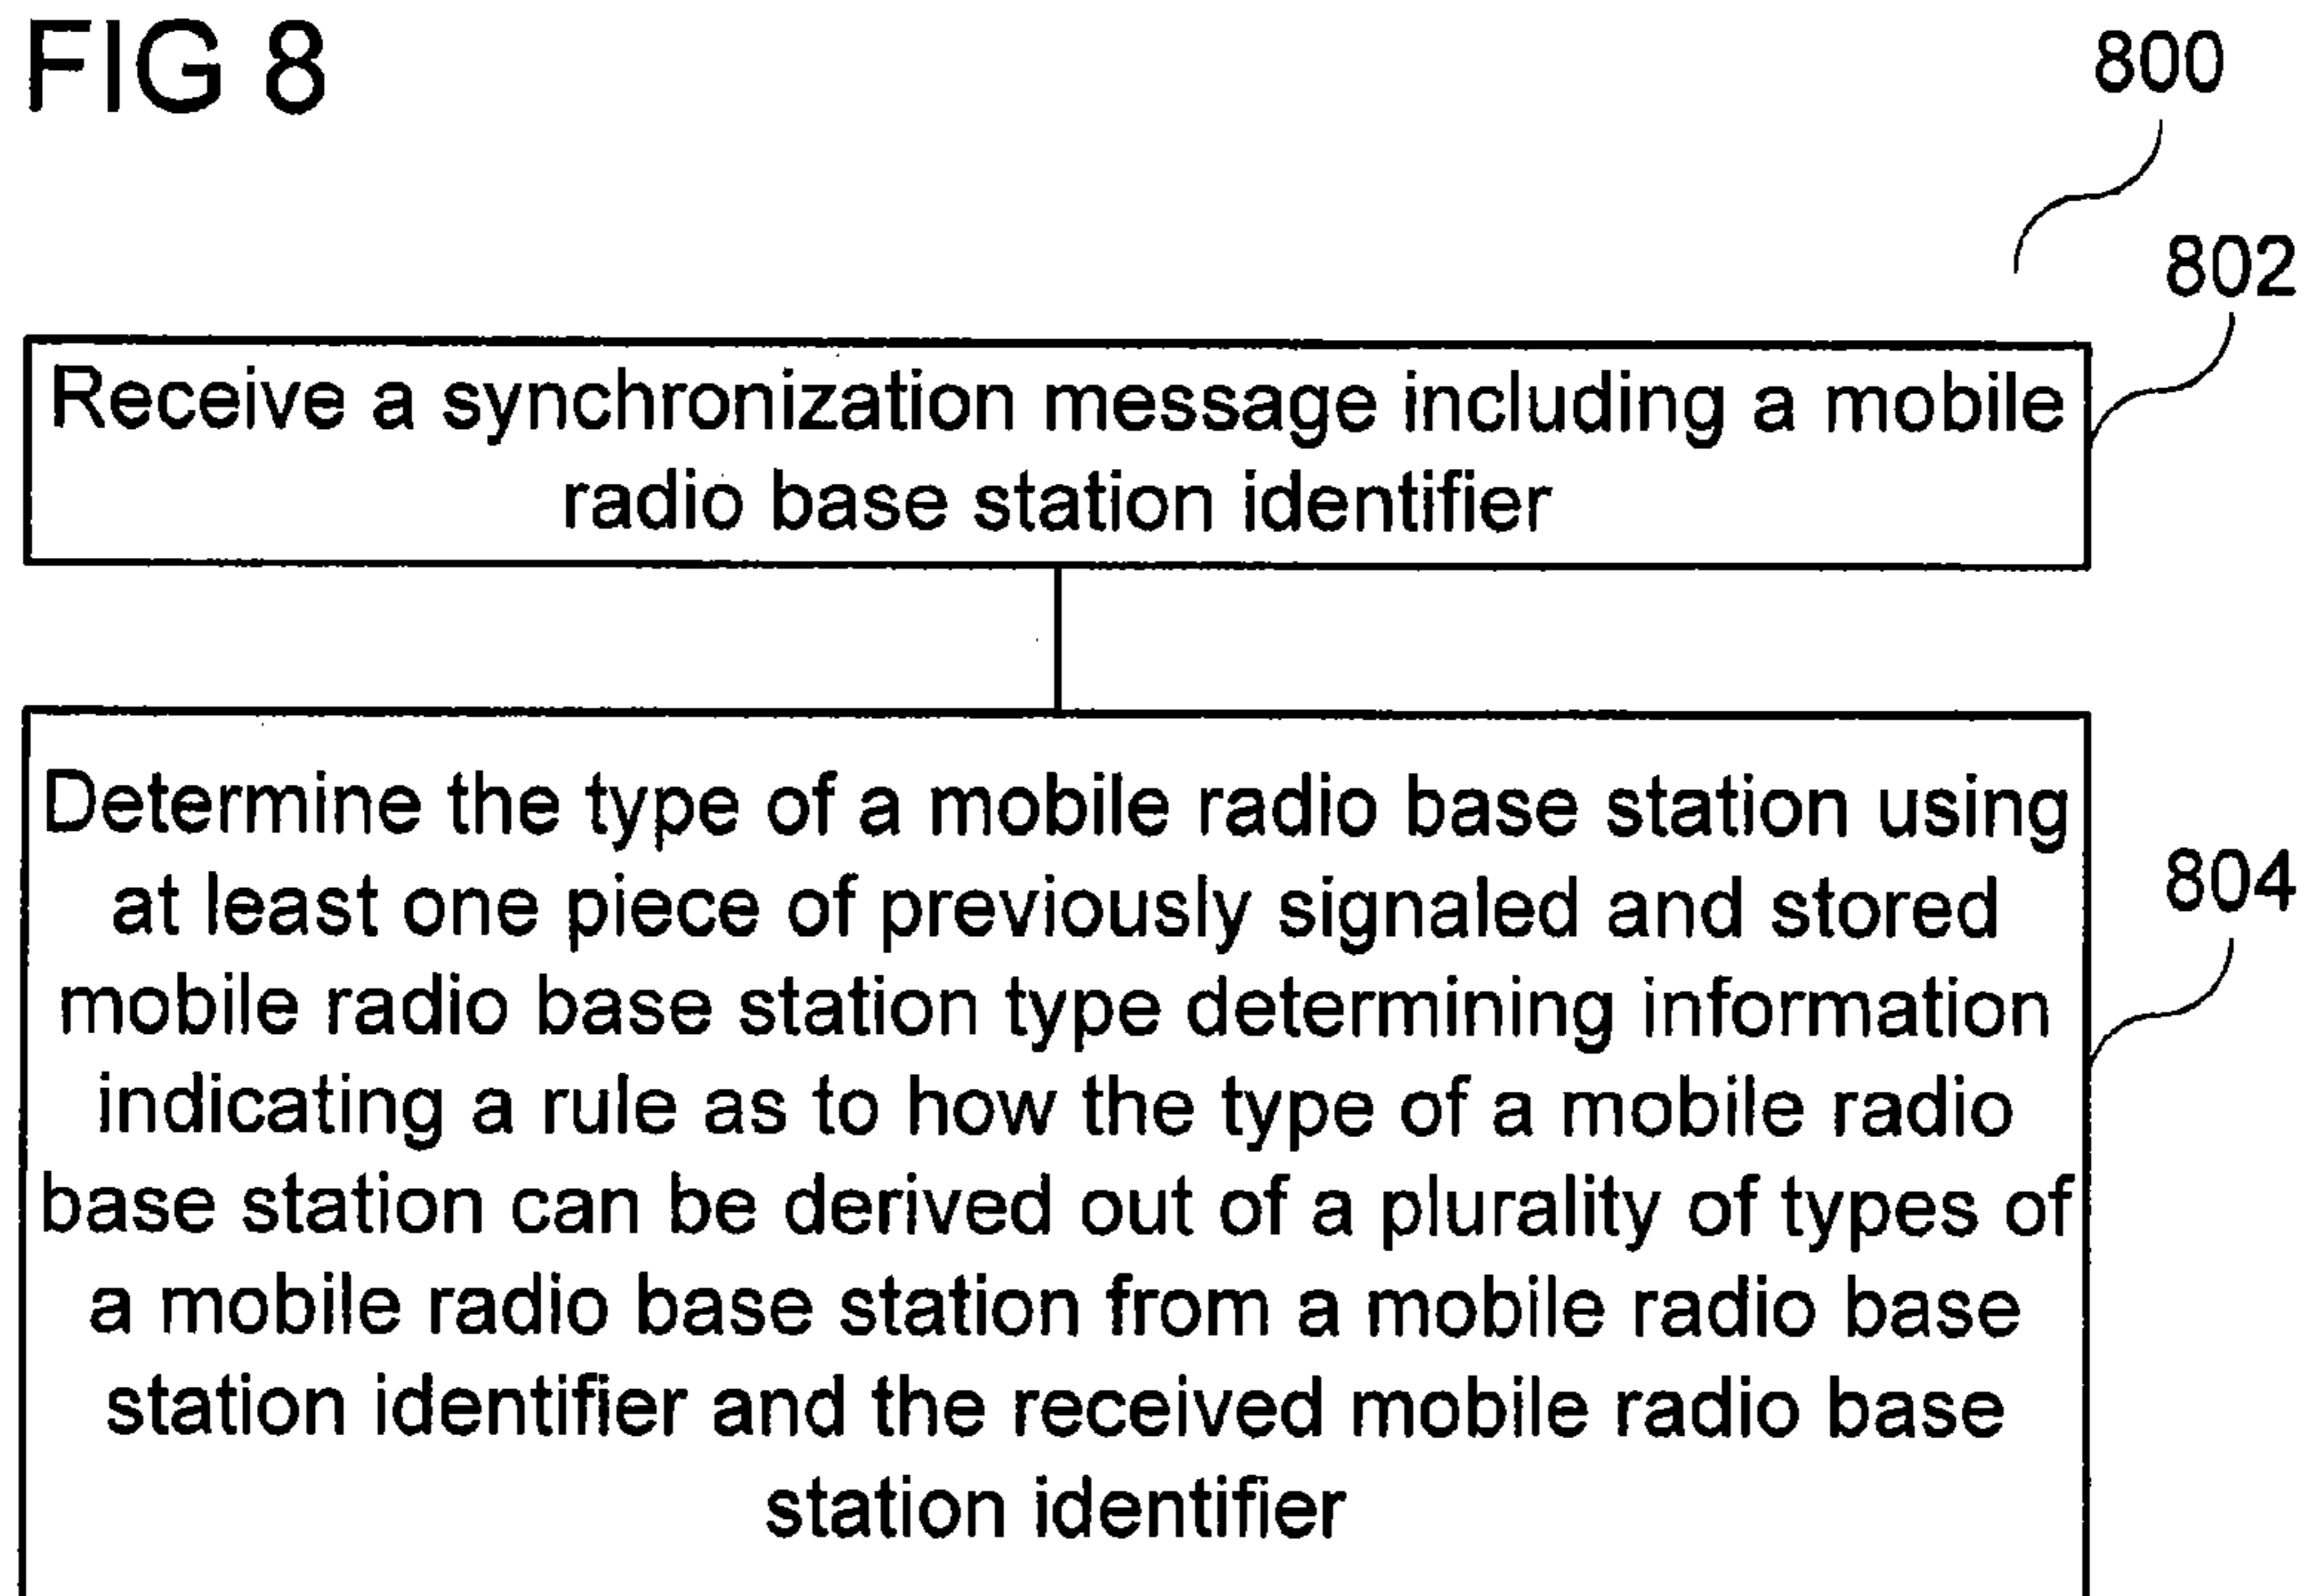 FIG 8
800
802
Receive a synchronization message including a mobile
radio base station identifier
Determine the type of a mobile radio base station using
at least one piece of previously signaled and stored
mobile radio base station type determining information
indicating a rule as to how the type of a mobile radio
base station can be derived out of a plurality of types of
a mobile radio base station from a mobile radio base
station identifier and the received mobile radio base
station identifier
804